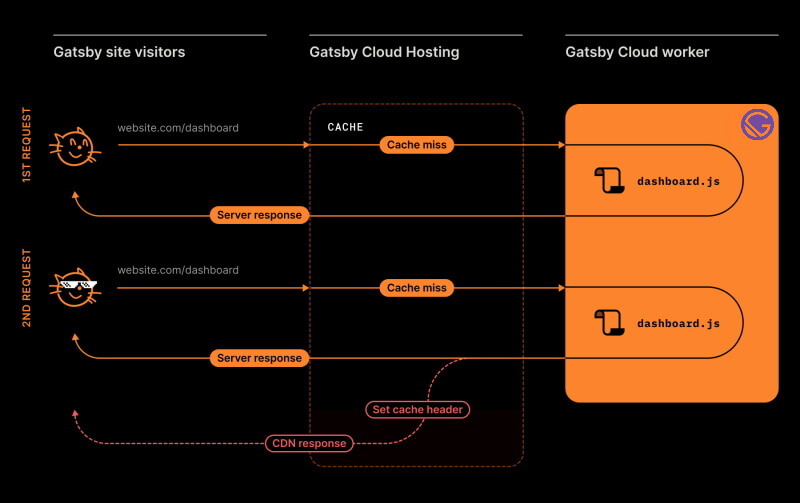 Gatsby site visitors
Gatsby Cloud Hosting
Gatsby Cloud worker
1ST REQUEST
website.com/dashboard
CACHE
Cache miss
dashboard.js
Server response
2ND REQUEST
website.com/dashboard
Cache miss
dashboard.js
Server response
Set cache header
CDN response